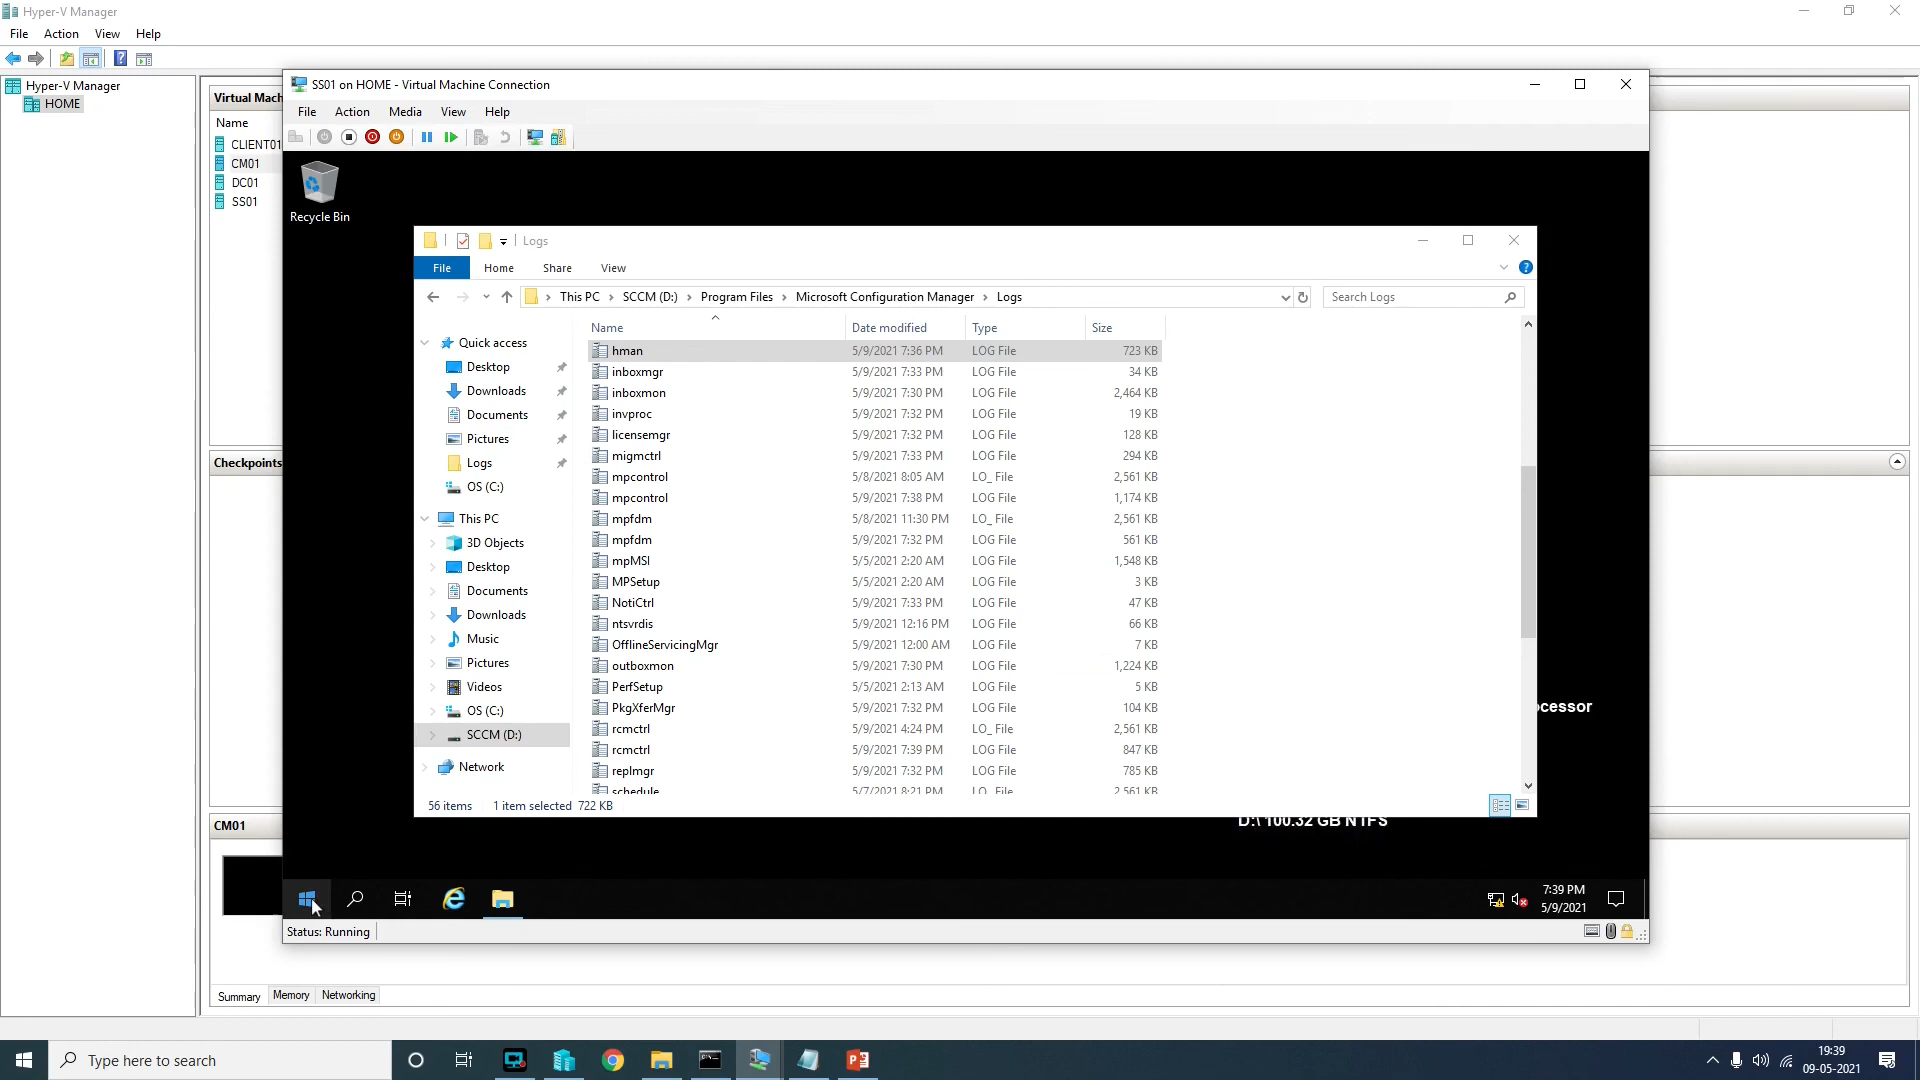 Hyper-V Manager
File Action View Help
Hyper-V Manager
HOME
Virtual Mach
Name
CLIENT01
CM01
DC01
SS01
Checkpoints
CM01
Summary Memory Networking
SS01 on HOME - Virtual Machine Connection
File Action Media View Help
Recycle Bin
Logs
File Home Share View
This PC SCCM (D:) Program Files Microsoft Configuration Manager Logs
Search Logs
Quick access
Desktop
Downloads
Documents
Pictures
Logs
OS (C:)
This PC
3D Objects
Desktop
Documents
Downloads
Music
Pictures
Videos
OS (C:)
SCCM (D:)
Network
Name Date modified Type Size
hman 5/9/2021 7:36 PM LOG File 723 KB
inboxmgr 5/9/2021 7:33 PM LOG File 34 KB
inboxmon 5/9/2021 7:30 PM LOG File 2,464 KB
invproc 5/9/2021 7:32 PM LOG File 19 KB
licensemgr 5/9/2021 7:32 PM LOG File 128 KB
migmctrl 5/9/2021 7:33 PM LOG File 294 KB
mpcontrol 5/8/2021 8:05 AM LO_ File 2,561 KB
mpcontrol 5/9/2021 7:38 PM LOG File 1,174 KB
mpfdm 5/8/2021 11:30 PM LO_ File 2,561 KB
mpfdm 5/9/2021 7:32 PM LOG File 561 KB
mpMSI 5/5/2021 2:20 AM LOG File 1,548 KB
MPSetup 5/5/2021 2:20 AM LOG File 3 KB
NotiCtrl 5/9/2021 7:33 PM LOG File 47 KB
ntsvrdis 5/9/2021 12:16 PM LOG File 66 KB
OfflineServicingMgr 5/9/2021 12:00 AM LOG File 7 KB
outboxmon 5/9/2021 7:30 PM LOG File 1,224 KB
PerfSetup 5/5/2021 2:13 AM LOG File 5 KB
PkgXferMgr 5/9/2021 7:32 PM LOG File 104 KB
rcmctrl 5/9/2021 4:24 PM LO_ File 2,561 KB
rcmctrl 5/9/2021 7:39 PM LOG File 847 KB
replmgr 5/9/2021 7:32 PM LOG File 785 KB
schedule 5/7/2021 8:21 PM LO_ File 2,561 KB
56 items 1 item selected 722 KB
ocessor
D:\ 100.32 GB NTFS
7:39 PM
5/9/2021
Status: Running
Type here to search
19:39
09-05-2021